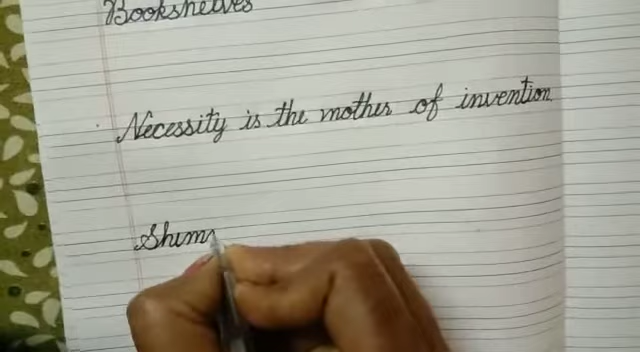 Bookshelves
Necessity is the mother of invention.
Shim